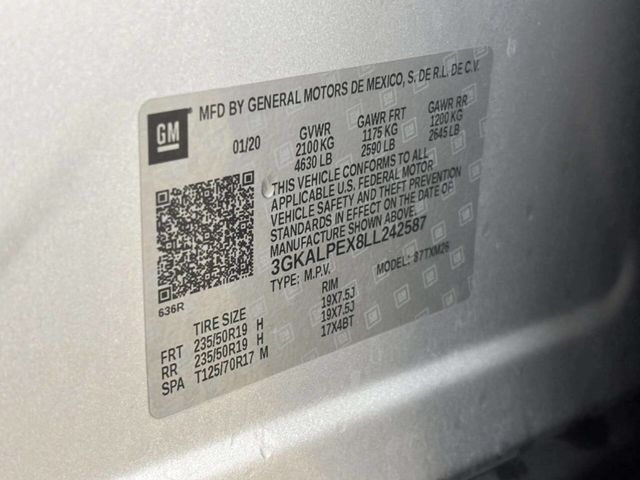 MFD BY GENERAL MOTORS DE MEXICO, S. DE R.L. DE C.V.
GM
01/20 GVWR GAWR FRT GAWR RR
2100 KG 1175 KG 1200 KG
4630 LB 2590 LB 2645 LB
THIS VEHICLE CONFORMS TO ALL
APPLICABLE U.S. FEDERAL MOTOR
VEHICLE SAFETY AND THEFT PREVENTION
STANDARDS IN EFFECT ON THE DATE OF
MANUFACTURE SHOWN ABOVE.
3GKALPEX8LL242587
TYPE: M.P.V. MODEL: 87TXM26
636R
TIRE SIZE RIM
FRT 235/50R19 H 19X7.5J
RR 235/50R19 H 19X7.5J
SPA T125/70R17 M 17X4BT